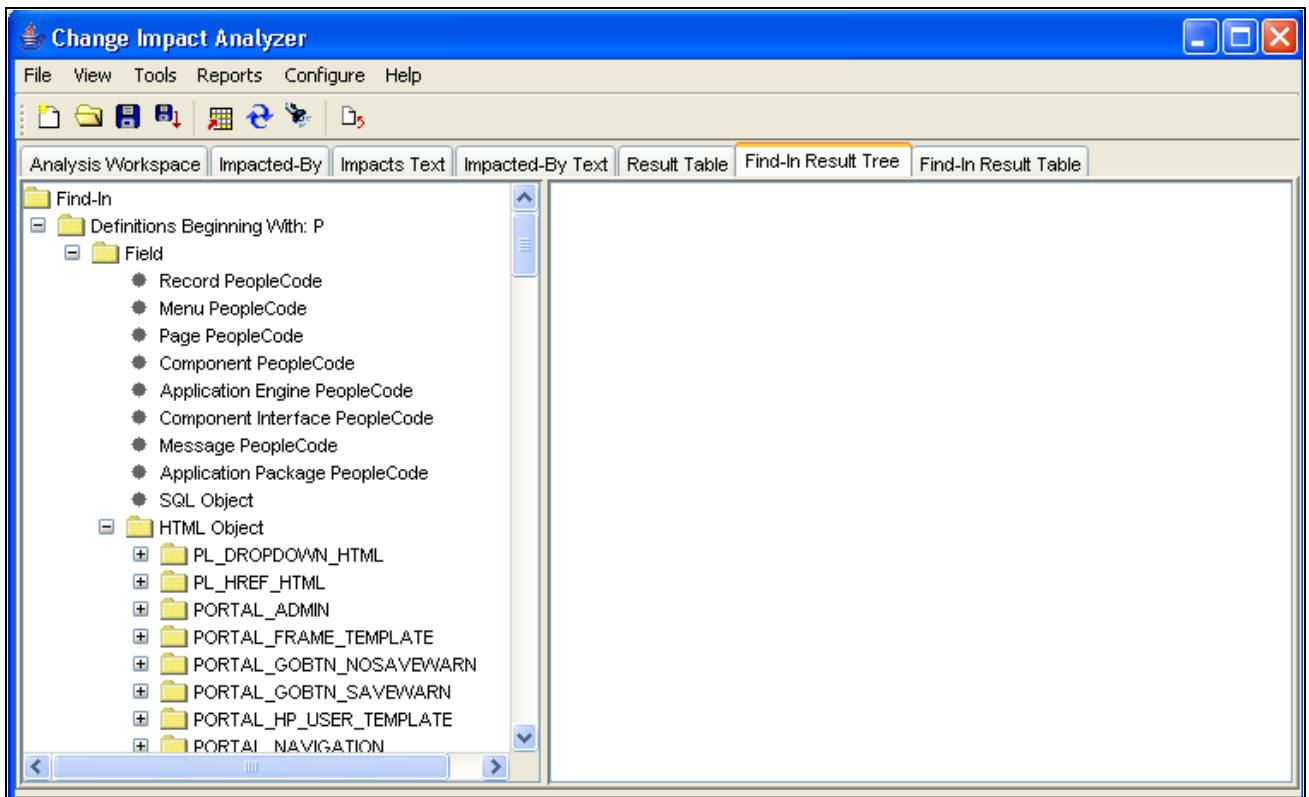 Change Impact Analyzer
File View Tools Reports Configure Help
Analysis Workspace Impacted-By Impacts Text Impacted-By Text Result Table Find-In Result Tree Find-In Result Table
Find-In
Definitions Beginning With: P
Field
Record PeopleCode
Menu PeopleCode
Page PeopleCode
Component PeopleCode
Application Engine PeopleCode
Component Interface PeopleCode
Message PeopleCode
Application Package PeopleCode
SQL Object
HTML Object
PL_DROPDOWN_HTML
PL_HREF_HTML
PORTAL_ADMIN
PORTAL_FRAME_TEMPLATE
PORTAL_GOBTN_NOSAVEWARN
PORTAL_GOBTN_SAVEWARN
PORTAL_HP_USER_TEMPLATE
PORTAL_NAVIGATION